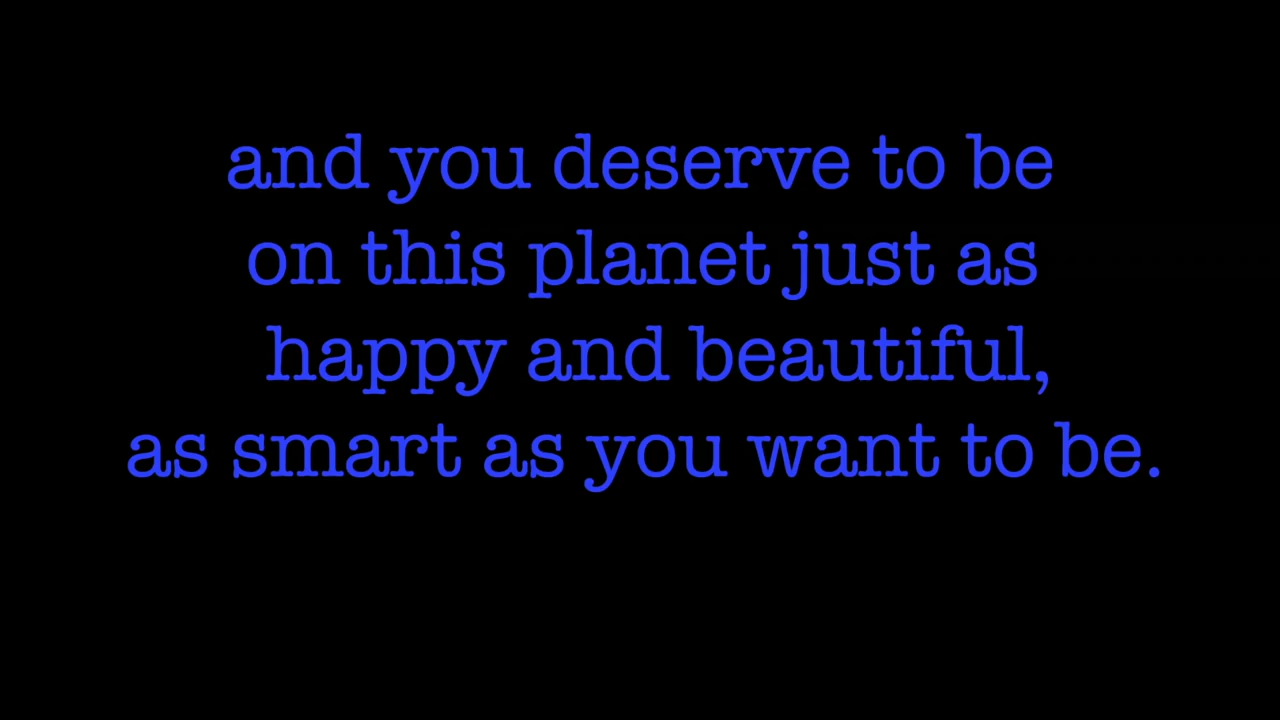 and you deserve to be
on this planet just as
happy and beautiful,
as smart as you want to be.